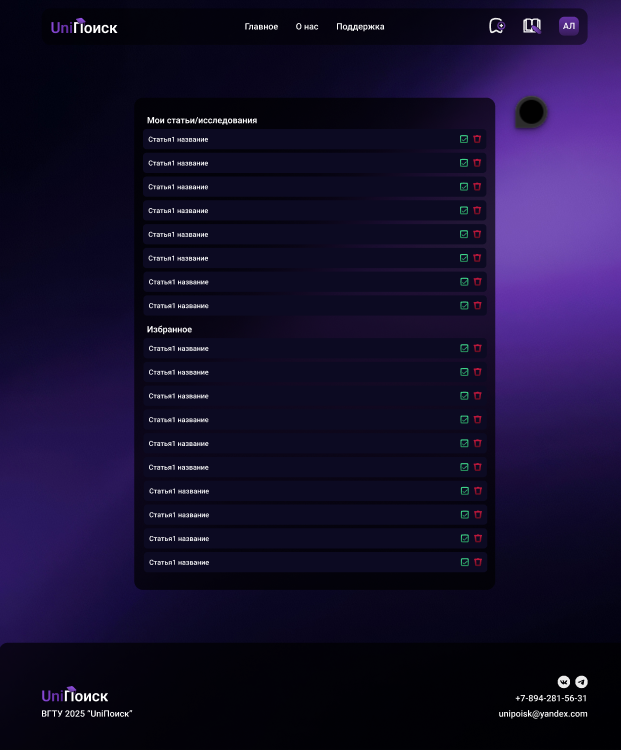 UniПоиск
Главное О нас Поддержка
АЛ
Мои статьи/исследования
Статья1 название
Статья1 название
Статья1 название
Статья1 название
Статья1 название
Статья1 название
Статья1 название
Статья1 название
Избранное
Статья1 название
Статья1 название
Статья1 название
Статья1 название
Статья1 название
Статья1 название
Статья1 название
Статья1 название
Статья1 название
Статья1 название
UniПоиск
ВГТУ 2025 “UniПоиск”
+7-894-281-56-31
unipoisk@yandex.com